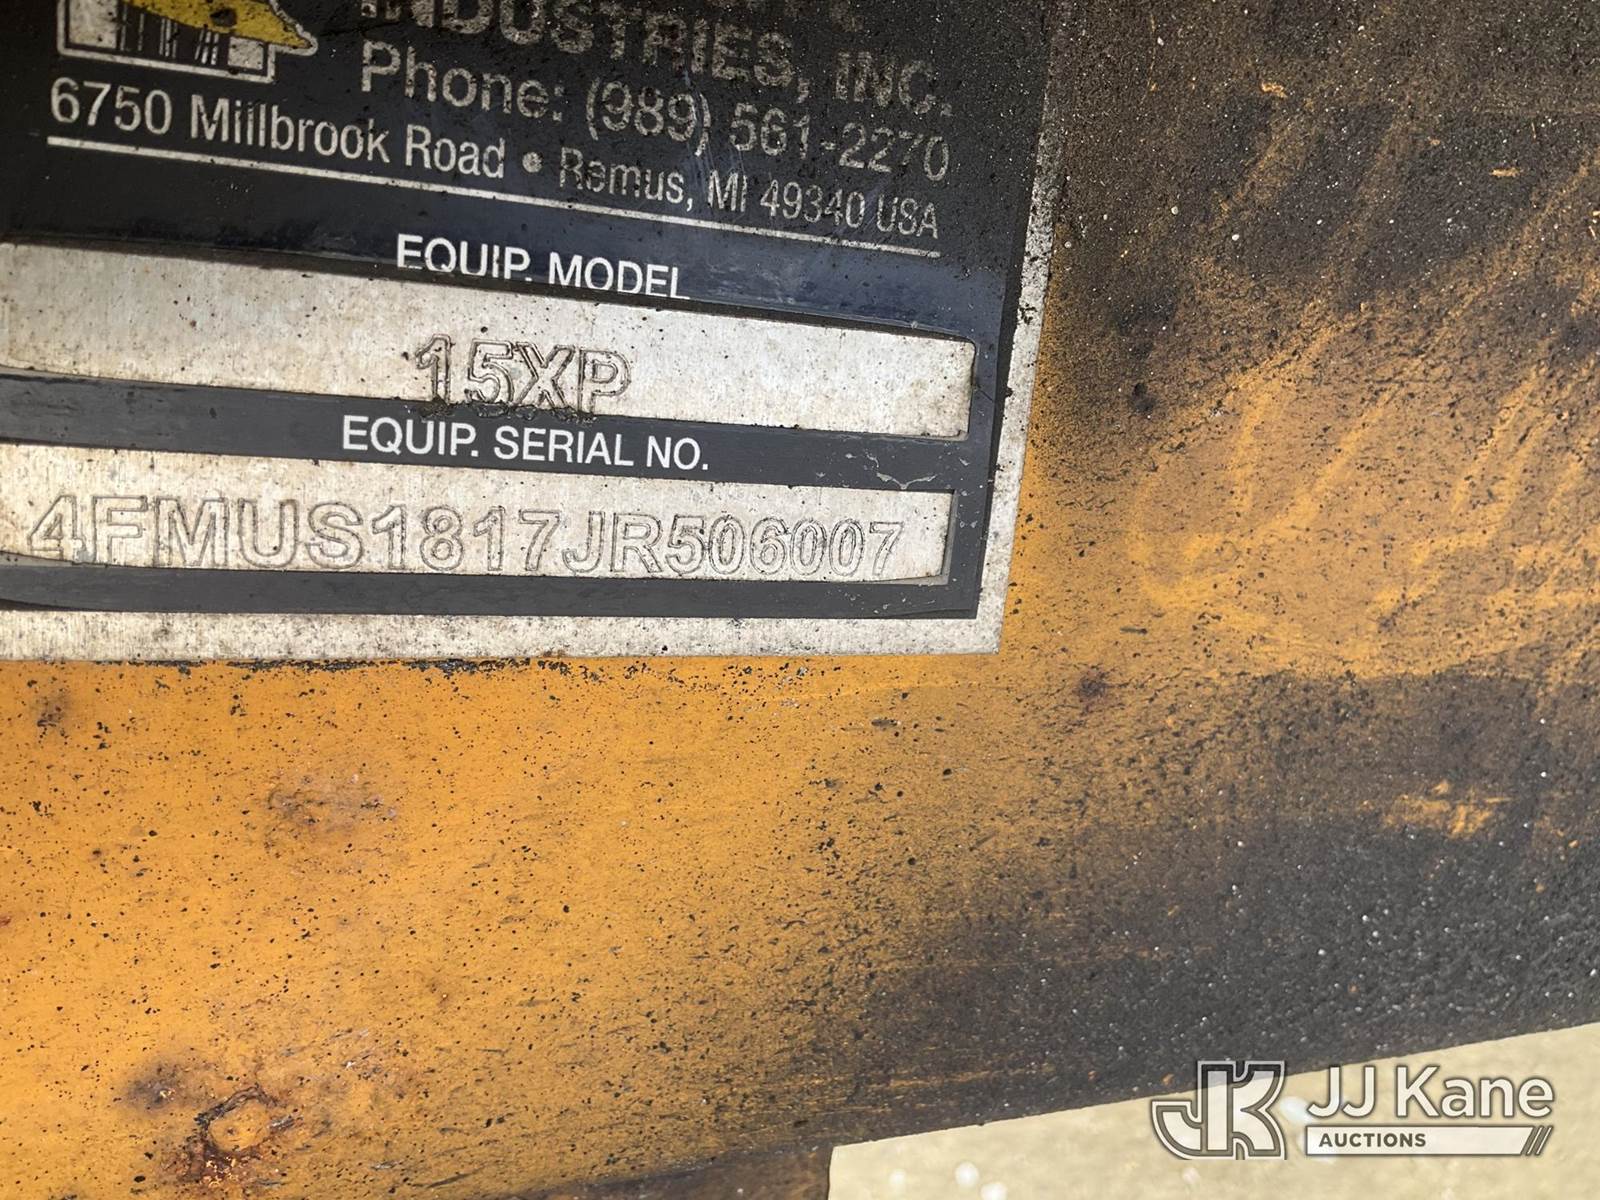 INDUSTRIES, INC.
Phone: (989) 561-2270
6750 Millbrook Road • Remus, MI 49340 USA
EQUIP. MODEL
15XP
EQUIP. SERIAL NO.
4FMUS1817JR506007
JK JJ Kane
AUCTIONS